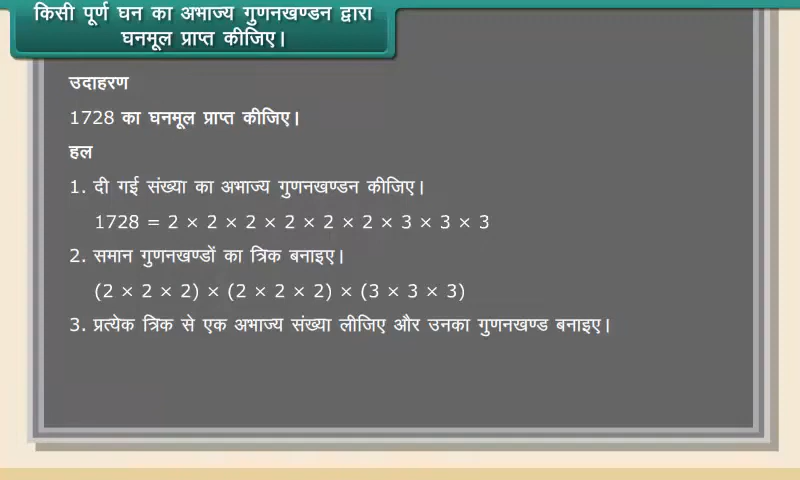 किसी पूर्ण घन का अभाज्य गुणनखण्डन द्वारा
घनमूल प्राप्त कीजिए।
उदाहरण
1728 का घनमूल प्राप्त कीजिए।
हल
1. दी गई संख्या का अभाज्य गुणनखण्डन कीजिए।
1728 = 2 × 2 × 2 × 2 × 2 × 2 × 3 × 3 × 3
2. समान गुणनखण्डों का त्रिक बनाइए।
(2 × 2 × 2) × (2 × 2 × 2) × (3 × 3 × 3)
3. प्रत्येक त्रिक से एक अभाज्य संख्या लीजिए और उनका गुणनखण्ड बनाइए।